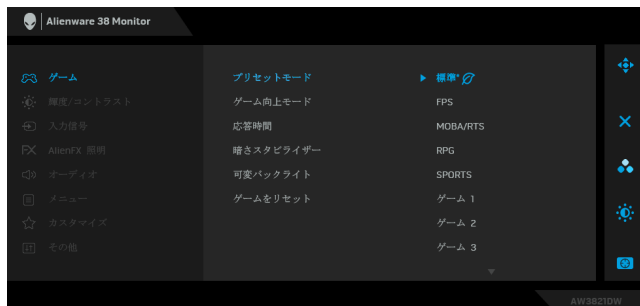 Alienware 38 Monitor
ゲーム
輝度/コントラスト
入力信号
AlienFX 照明
オーディオ
メニュー
カスタマイズ
その他
プリセットモード
ゲーム向上モード
応答時間
暗さスタビライザー
可変バックライト
ゲームをリセット
標準*
FPS
MOBA/RTS
RPG
SPORTS
ゲーム 1
ゲーム 2
ゲーム 3
AW3821DW